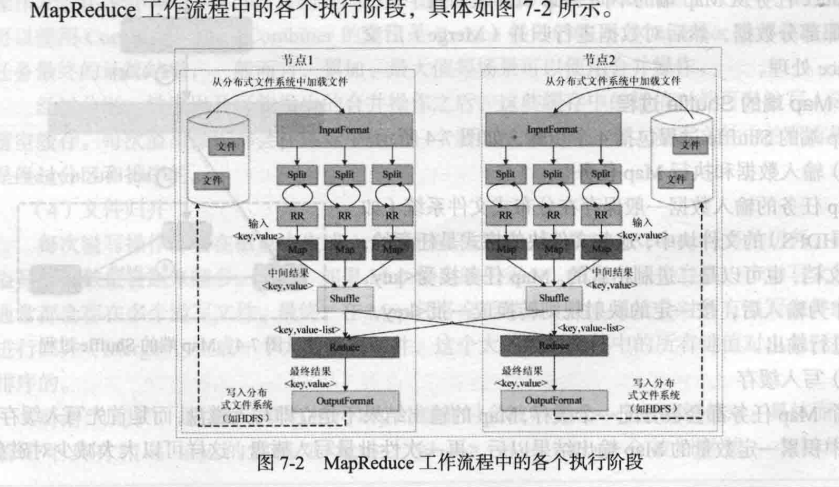 MapReduce 工作流程中的各个执行阶段，具体如图 7-2 所示。
节点1 节点2
从分布式文件系统中加载文件 从分布式文件系统中加载文件
InputFormat InputFormat
文件 文件
文件 文件
Split Split Split Split Split Split
RR RR RR RR RR RR
输入 输入
<key,value> <key,value>
Map Map Map Map Map Map
中间结果 中间结果
<key,value> <key,value>
Shuffle Shuffle
<key,value-list> <key,value-list>
Reduce Reduce
最终结果 最终结果
<key,value> <key,value>
写入分布 写入分布
式文件系统 式文件系统
（如HDFS） （如HDFS）
OutputFormat OutputFormat
图 7-2 MapReduce 工作流程中的各个执行阶段